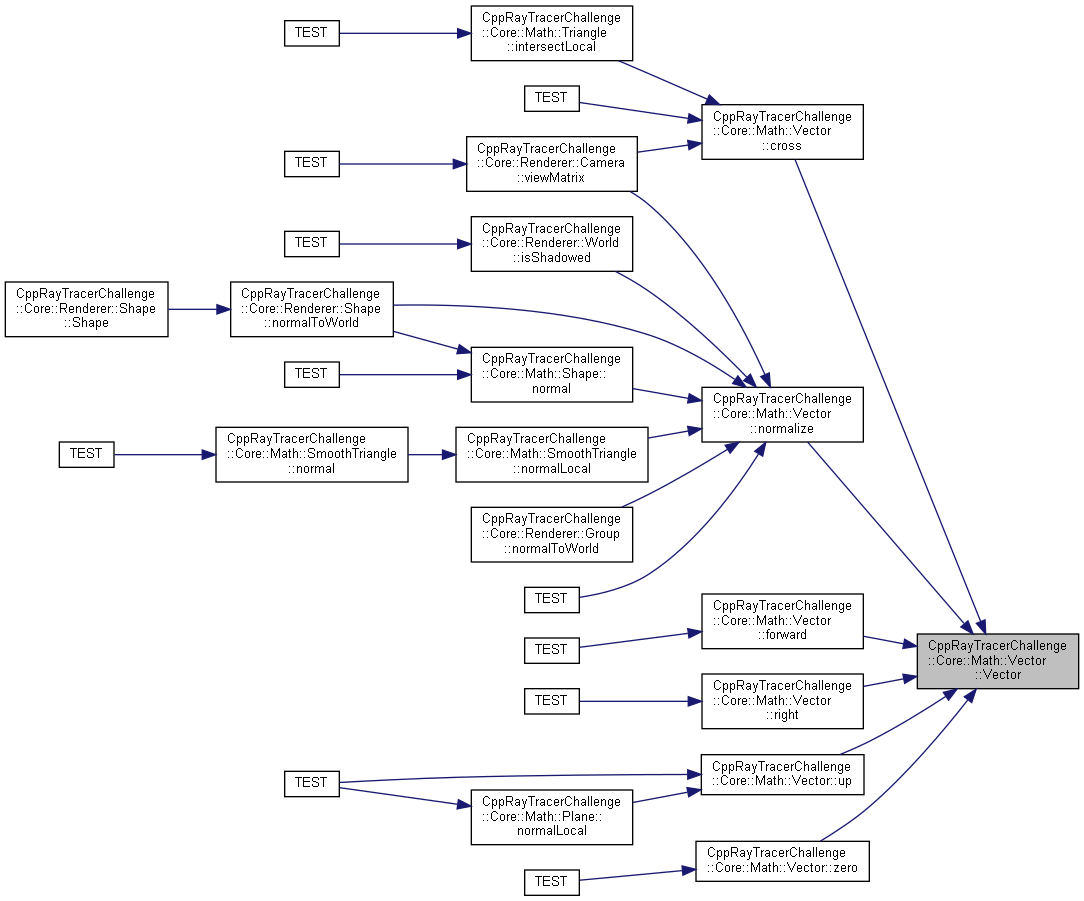 TEST
CppRayTracerChallenge
::Core::Math::Triangle
::intersectLocal
TEST
CppRayTracerChallenge
::Core::Math::Vector
::cross
TEST
CppRayTracerChallenge
::Core::Renderer::Camera
::viewMatrix
TEST
CppRayTracerChallenge
::Core::Renderer::World
::isShadowed
CppRayTracerChallenge
::Core::Renderer::Shape
::Shape
CppRayTracerChallenge
::Core::Renderer::Shape
::normalToWorld
TEST
CppRayTracerChallenge
::Core::Math::Shape::
normal
CppRayTracerChallenge
::Core::Math::Vector
::normalize
TEST
CppRayTracerChallenge
::Core::Math::SmoothTriangle
::normal
CppRayTracerChallenge
::Core::Math::SmoothTriangle
::normalLocal
CppRayTracerChallenge
::Core::Renderer::Group
::normalToWorld
TEST
CppRayTracerChallenge
::Core::Math::Vector
::forward
TEST
CppRayTracerChallenge
::Core::Math::Vector
::Vector
TEST
CppRayTracerChallenge
::Core::Math::Vector
::right
TEST
CppRayTracerChallenge
::Core::Math::Vector::up
CppRayTracerChallenge
::Core::Math::Plane::
normalLocal
TEST
CppRayTracerChallenge
::Core::Math::Vector::zero